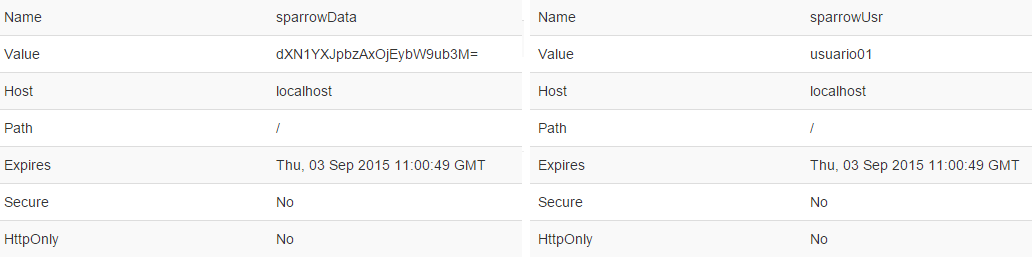 Name sparrowData
Value dXN1YXJpbzAxOjEybW9ub3M=
Host localhost
Path /
Expires Thu, 03 Sep 2015 11:00:49 GMT
Secure No
HttpOnly No
Name sparrowUsr
Value usuario01
Host localhost
Path /
Expires Thu, 03 Sep 2015 11:00:49 GMT
Secure No
HttpOnly No